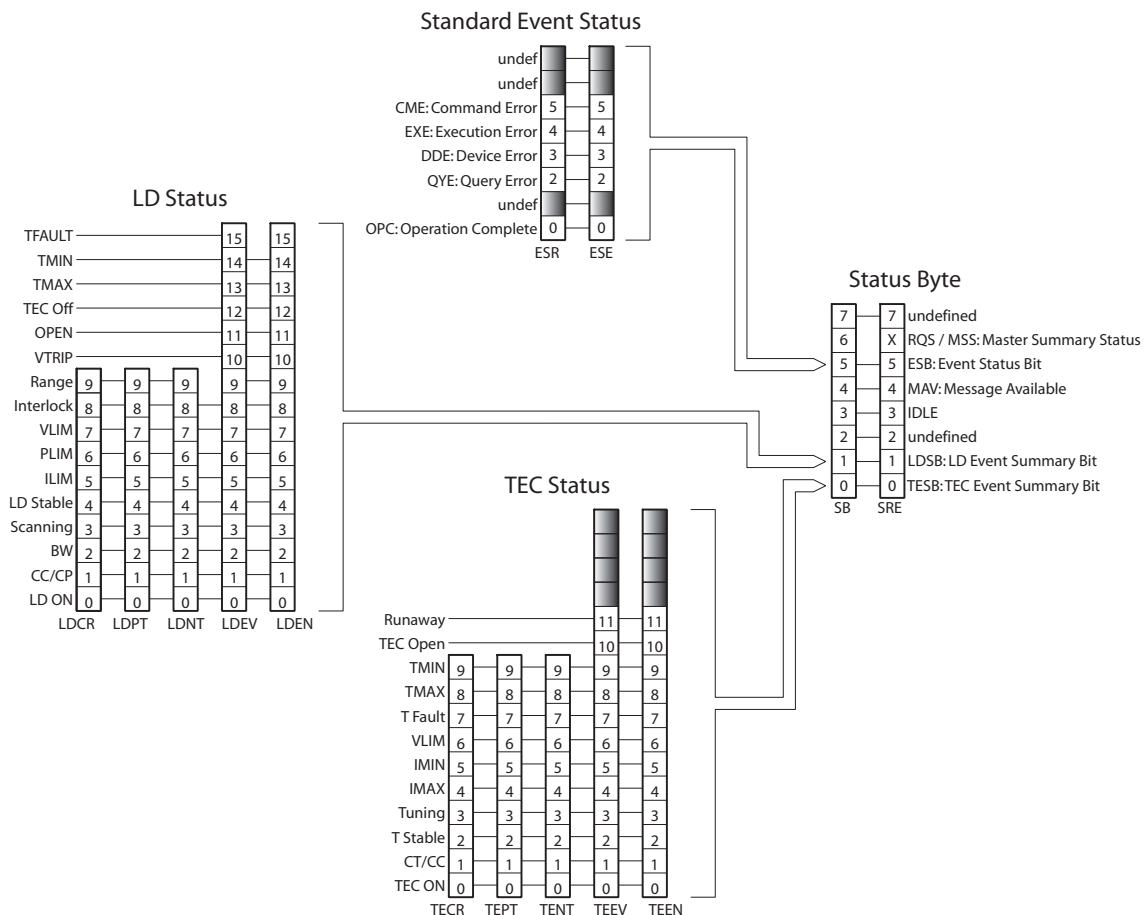 Standard Event Status
undef
undef
CME: Command Error 5 5
EXE: Execution Error 4 4
DDE: Device Error 3 3
QYE: Query Error 2 2
undef
OPC: Operation Complete 0 0
ESR ESE
LD Status
TFAULT 15 15
TMIN 14 14
TMAX 13 13
TEC Off 12 12
OPEN 11 11
VTRIP 10 10
Range 9 9 9 9 9
Interlock 8 8 8 8 8
VLIM 7 7 7 7 7
PLIM 6 6 6 6 6
ILIM 5 5 5 5 5
LD Stable 4 4 4 4 4
Scanning 3 3 3 3 3
BW 2 2 2 2 2
CC/CP 1 1 1 1 1
LD ON 0 0 0 0 0
LDCR LDPT LDNT LDEV LDEN
Status Byte
7 7 undefined
6 X RQS / MSS: Master Summary Status
5 5 ESB: Event Status Bit
4 4 MAV: Message Available
3 3 IDLE
2 2 undefined
1 1 LDSB: LD Event Summary Bit
0 0 TESB: TEC Event Summary Bit
SB SRE
TEC Status
Runaway 11 11
TEC Open 10 10
TMIN 9 9 9 9 9
TMAX 8 8 8 8 8
T Fault 7 7 7 7 7
VLIM 6 6 6 6 6
IMIN 5 5 5 5 5
IMAX 4 4 4 4 4
Tuning 3 3 3 3 3
T Stable 2 2 2 2 2
CT/CC 1 1 1 1 1
TEC ON 0 0 0 0 0
TECR TEPT TENT TEEV TEEN